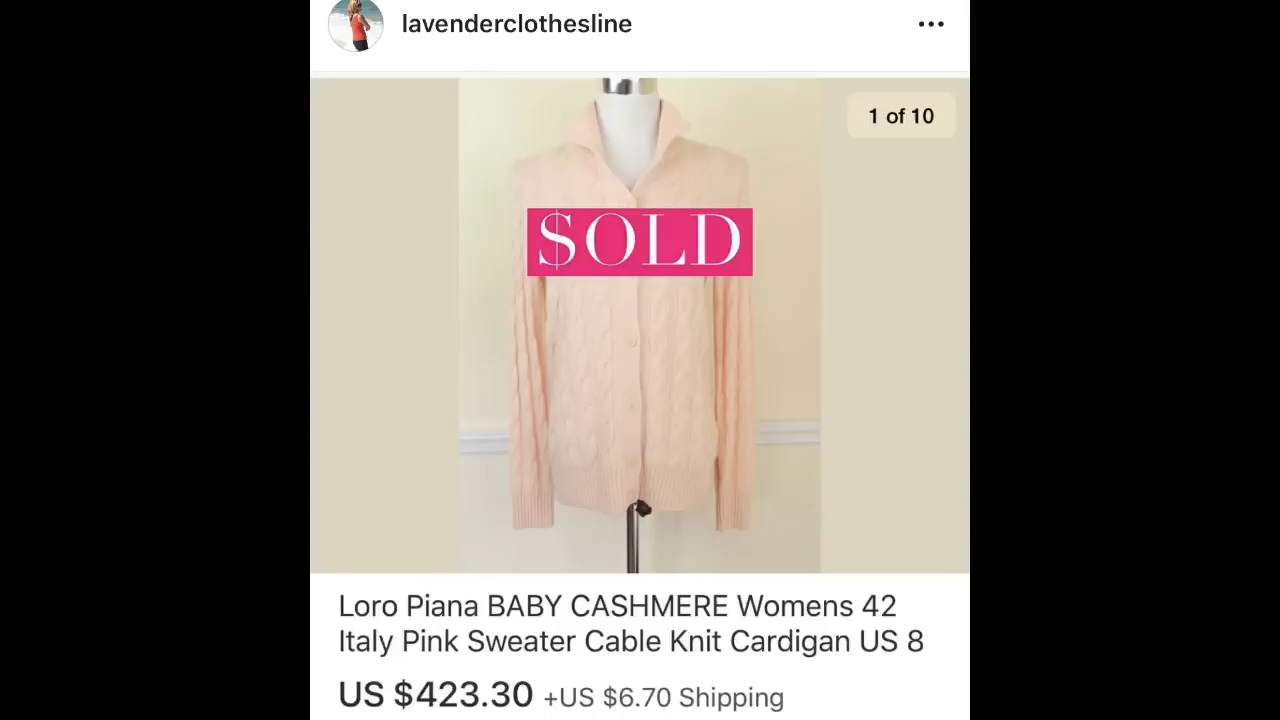 lavenderclothesline
1 of 10
$OLD
Loro Piana BABY CASHMERE Womens 42
Italy Pink Sweater Cable Knit Cardigan US 8
US $423.30 +US $6.70 Shipping